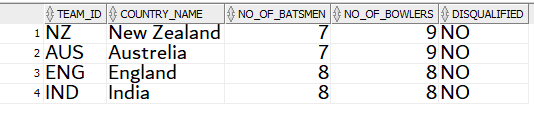 TEAM_ID COUNTRY_NAME NO_OF_BATSMEN NO_OF_BOWLERS DISQUALIFIED
1 NZ New Zealand 7 9 NO
2 AUS Austrelia 7 9 NO
3 ENG England 8 8 NO
4 IND India 8 8 NO